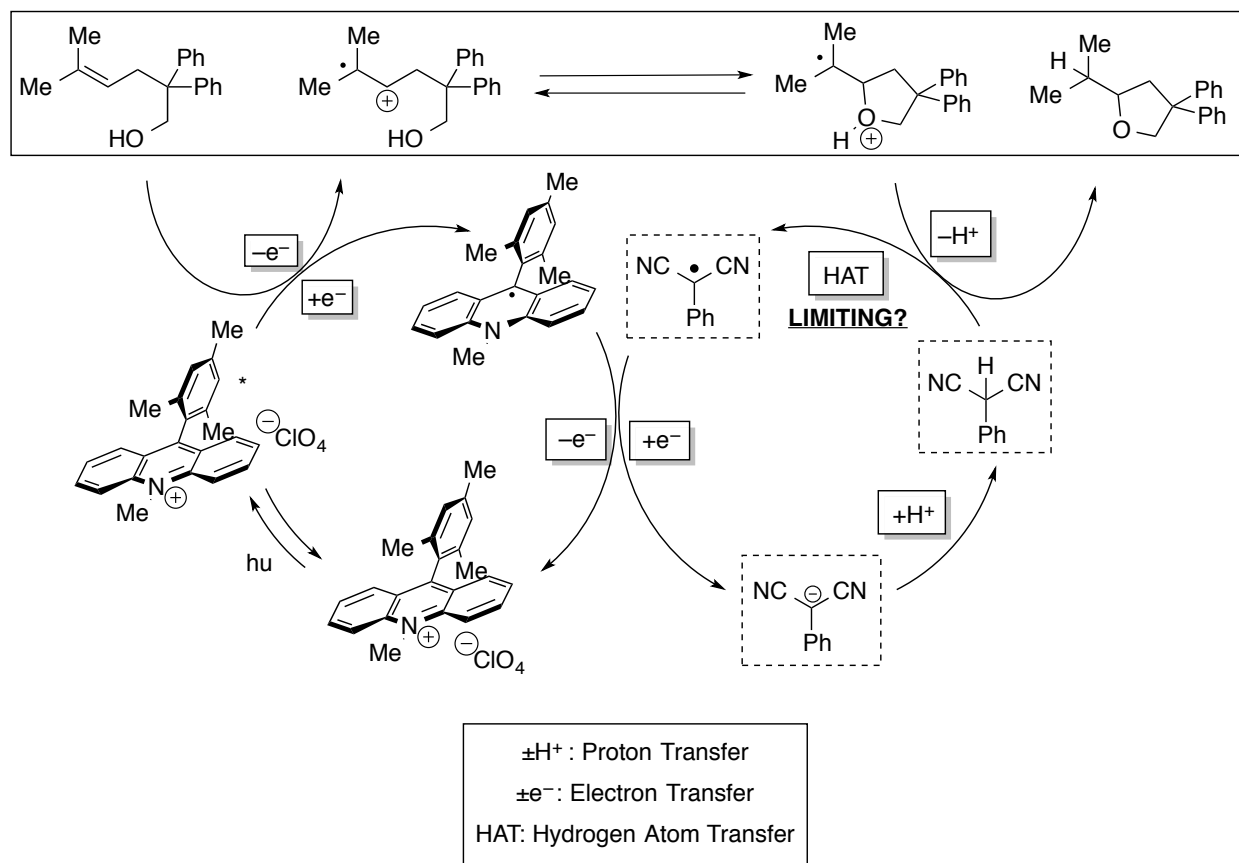 Me
Me
Ph
Ph
HO
Me
Me
Ph
Ph
HO
Me
Me
Ph
Ph
O
H
H
Me
Me
Ph
Ph
O
–e–
+e–
Me
Me
Me
N
Me
NC
CN
Ph
HAT
LIMITING?
–H+
Me
*
Me
Me
ClO4
N
Me
hυ
–e–
+e–
Me
Me
Me
N
Me
ClO4
H
NC
CN
Ph
+H+
NC
CN
Ph
±H+ : Proton Transfer
±e– : Electron Transfer
HAT: Hydrogen Atom Transfer